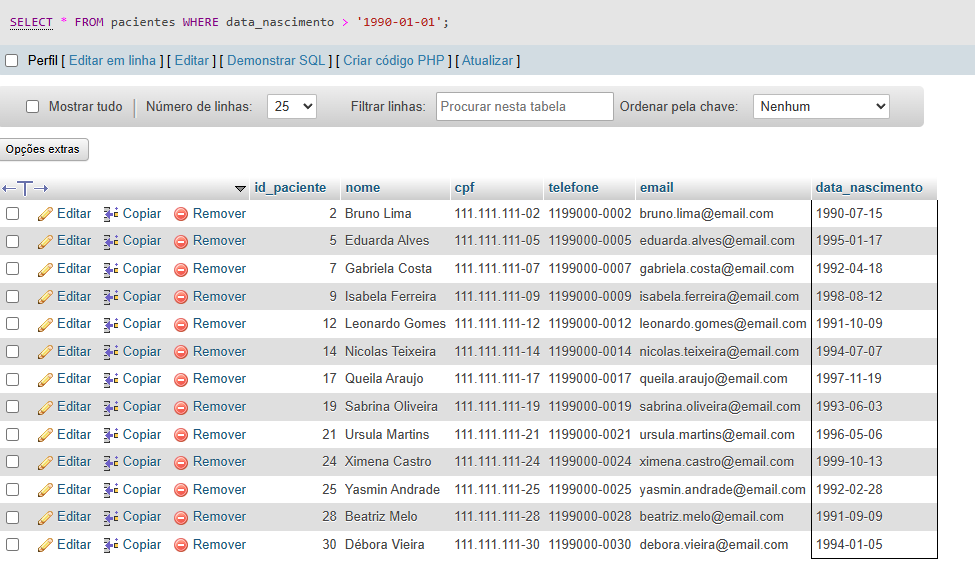 SELECT * FROM pacientes WHERE data_nascimento > '1990-01-01';
Perfil [ Editar em linha ] [ Editar ] [ Demonstrar SQL ] [ Criar código PHP ] [ Atualizar ]
Mostrar tudo Número de linhas: 25 Filtrar linhas: Procurar nesta tabela Ordenar pela chave: Nenhum
Opções extras
←T→ id_paciente nome cpf telefone email data_nascimento
Editar Copiar Remover 2 Bruno Lima 111.111.111-02 1199000-0002 bruno.lima@email.com 1990-07-15
Editar Copiar Remover 5 Eduarda Alves 111.111.111-05 1199000-0005 eduarda.alves@email.com 1995-01-17
Editar Copiar Remover 7 Gabriela Costa 111.111.111-07 1199000-0007 gabriela.costa@email.com 1992-04-18
Editar Copiar Remover 9 Isabela Ferreira 111.111.111-09 1199000-0009 isabela.ferreira@email.com 1998-08-12
Editar Copiar Remover 12 Leonardo Gomes 111.111.111-12 1199000-0012 leonardo.gomes@email.com 1991-10-09
Editar Copiar Remover 14 Nicolas Teixeira 111.111.111-14 1199000-0014 nicolas.teixeira@email.com 1994-07-07
Editar Copiar Remover 17 Queila Araujo 111.111.111-17 1199000-0017 queila.araujo@email.com 1997-11-19
Editar Copiar Remover 19 Sabrina Oliveira 111.111.111-19 1199000-0019 sabrina.oliveira@email.com 1993-06-03
Editar Copiar Remover 21 Ursula Martins 111.111.111-21 1199000-0021 ursula.martins@email.com 1996-05-06
Editar Copiar Remover 24 Ximena Castro 111.111.111-24 1199000-0024 ximena.castro@email.com 1999-10-13
Editar Copiar Remover 25 Yasmin Andrade 111.111.111-25 1199000-0025 yasmin.andrade@email.com 1992-02-28
Editar Copiar Remover 28 Beatriz Melo 111.111.111-28 1199000-0028 beatriz.melo@email.com 1991-09-09
Editar Copiar Remover 30 Débora Vieira 111.111.111-30 1199000-0030 debora.vieira@email.com 1994-01-05